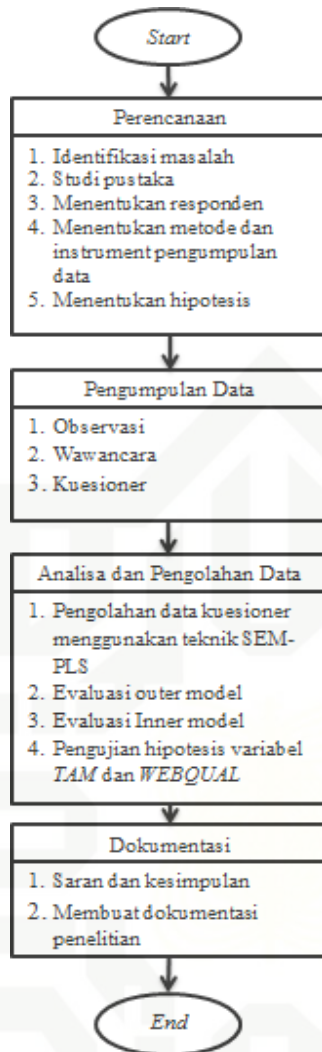 Start
Perencanaan
1. Identifikasi masalah
2. Studi pustaka
3. Menentukan responden
4. Menentukan metode dan
instrument pengumpulan
data
5. Menentukan hipotesis
Pengumpulan Data
1. Observasi
2. Wawancara
3. Kuesioner
Analisa dan Pengolahan Data
1. Pengolahan data kuesioner
menggunakan teknik SEM-
PLS
2. Evaluasi outer model
3. Evaluasi Inner model
4. Pengujian hipotesis variabel
TAM dan WEBQUAL
Dokumentasi
1. Saran dan kesimpulan
2. Membuat dokumentasi
penelitian
End